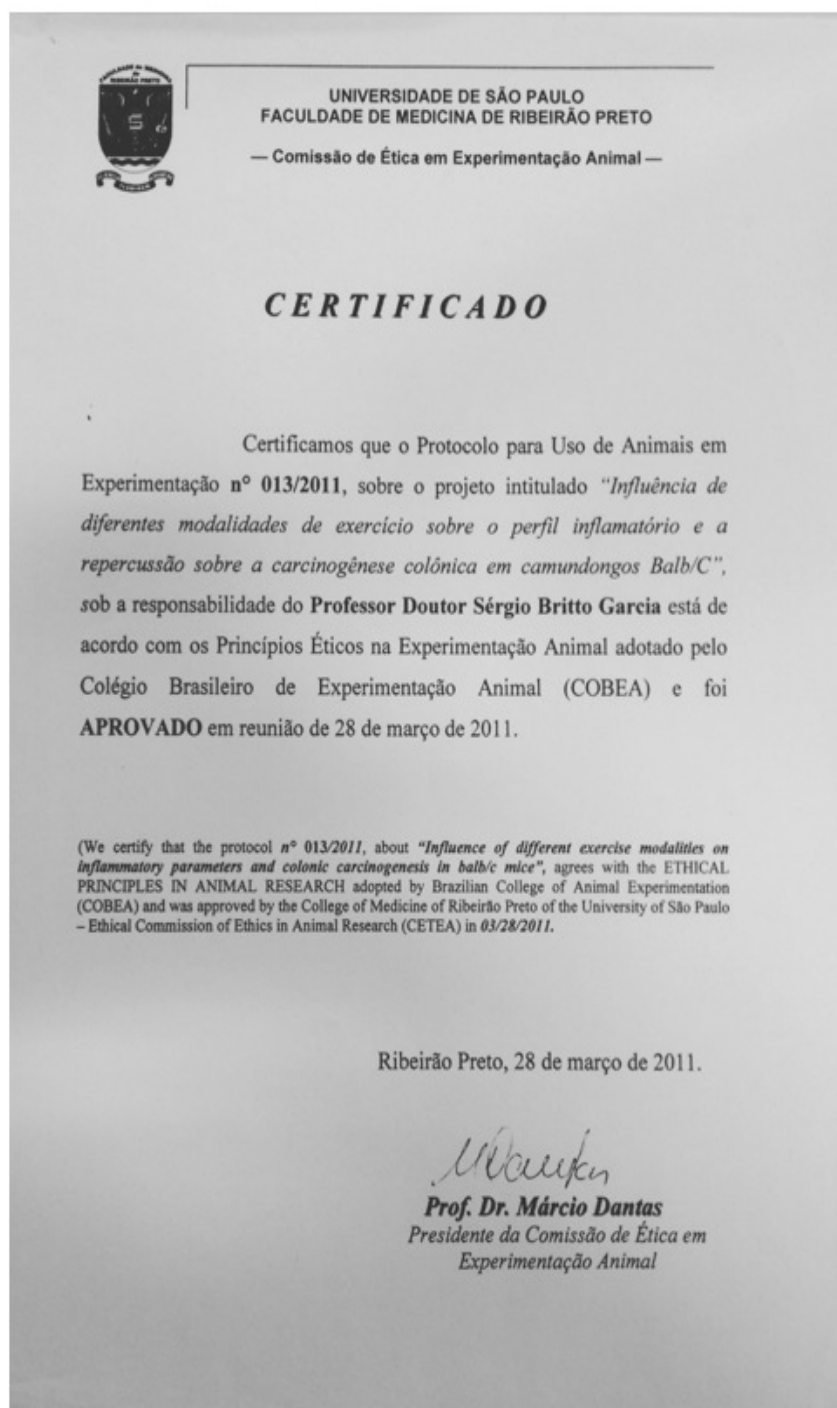 FACULDADE de MEDICINA
de
RIBEIRÃO PRETO
UNIVERSIDADE DE SÃO PAULO
FACULDADE DE MEDICINA DE RIBEIRÃO PRETO
— Comissão de Ética em Experimentação Animal —
CERTIFICADO
Certificamos que o Protocolo para Uso de Animais em
Experimentação nº 013/2011, sobre o projeto intitulado "Influência de
diferentes modalidades de exercício sobre o perfil inflamatório e a
repercussão sobre a carcinogênese colônica em camundongos Balb/C",
sob a responsabilidade do Professor Doutor Sérgio Britto Garcia está de
acordo com os Princípios Éticos na Experimentação Animal adotado pelo
Colégio Brasileiro de Experimentação Animal (COBEA) e foi
APROVADO em reunião de 28 de março de 2011.
(We certify that the protocol nº 013/2011, about "Influence of different exercise modalities on
inflammatory parameters and colonic carcinogenesis in balb/c mice", agrees with the ETHICAL
PRINCIPLES IN ANIMAL RESEARCH adopted by Brazilian College of Animal Experimentation
(COBEA) and was approved by the College of Medicine of Ribeirão Preto of the University of São Paulo
– Ethical Commission of Ethics in Animal Research (CETEA) in 03/28/2011.
Ribeirão Preto, 28 de março de 2011.
Prof. Dr. Márcio Dantas
Presidente da Comissão de Ética em
Experimentação Animal